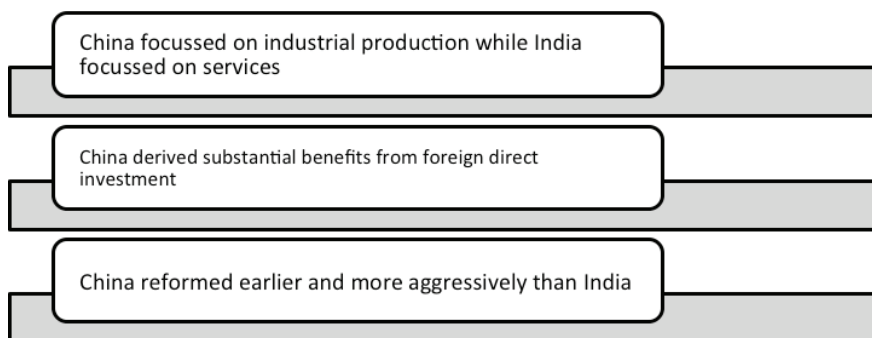 China focussed on industrial production while India
focussed on services
China derived substantial benefits from foreign direct
investment
China reformed earlier and more aggressively than India